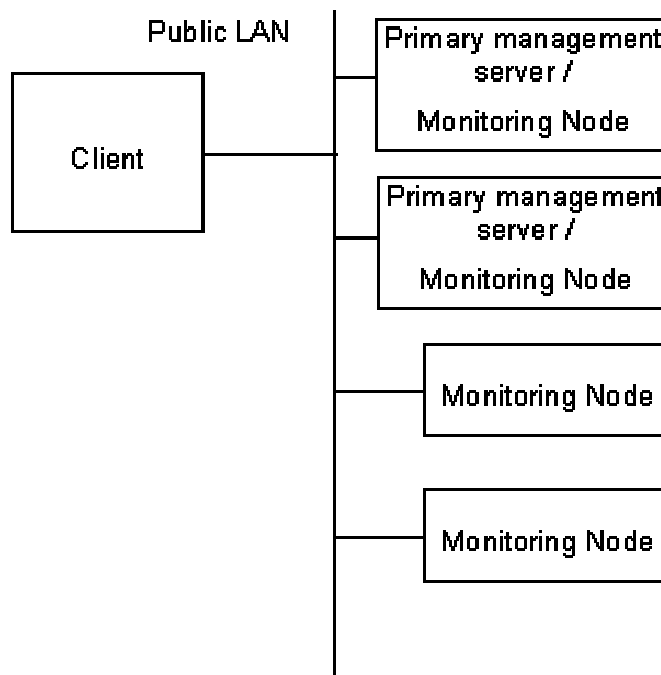 Public LAN
Primary management
server /
Monitoring Node
Client
Primary management
server /
Monitoring Node
Monitoring Node
Monitoring Node